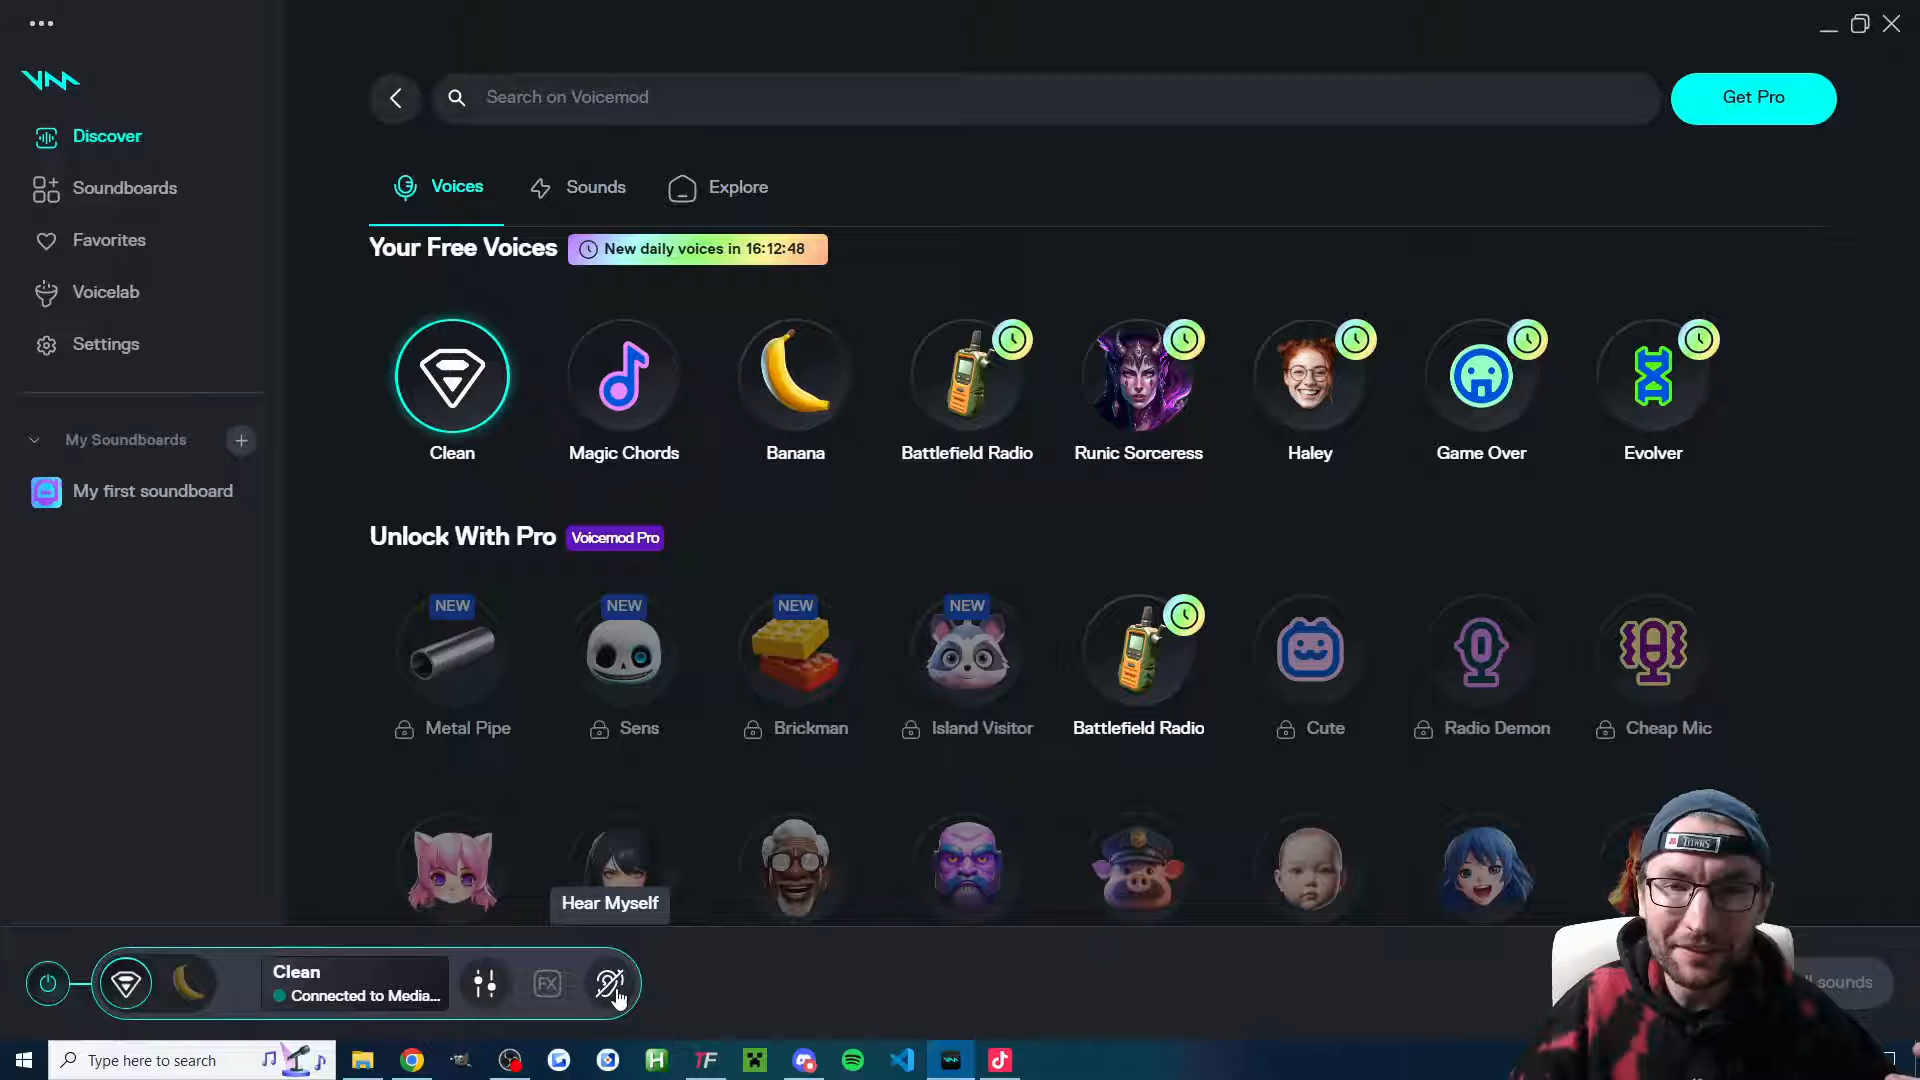 Search on Voicemod
Get Pro
Discover
Soundboards
Favorites
Voicelab
Settings
My Soundboards
My first soundboard
Voices
Sounds
Explore
Your Free Voices
New daily voices in 16:12:48
Clean
Magic Chords
Banana
Battlefield Radio
Runic Sorceress
Haley
Game Over
Evolver
Unlock With Pro
Voicemod Pro
NEW
NEW
NEW
NEW
Metal Pipe
Sens
Brickman
Island Visitor
Battlefield Radio
Cute
Radio Demon
Cheap Mic
Hear Myself
Clean
Connected to Media...
FX
sounds
TITANS
Type here to search
H
TF